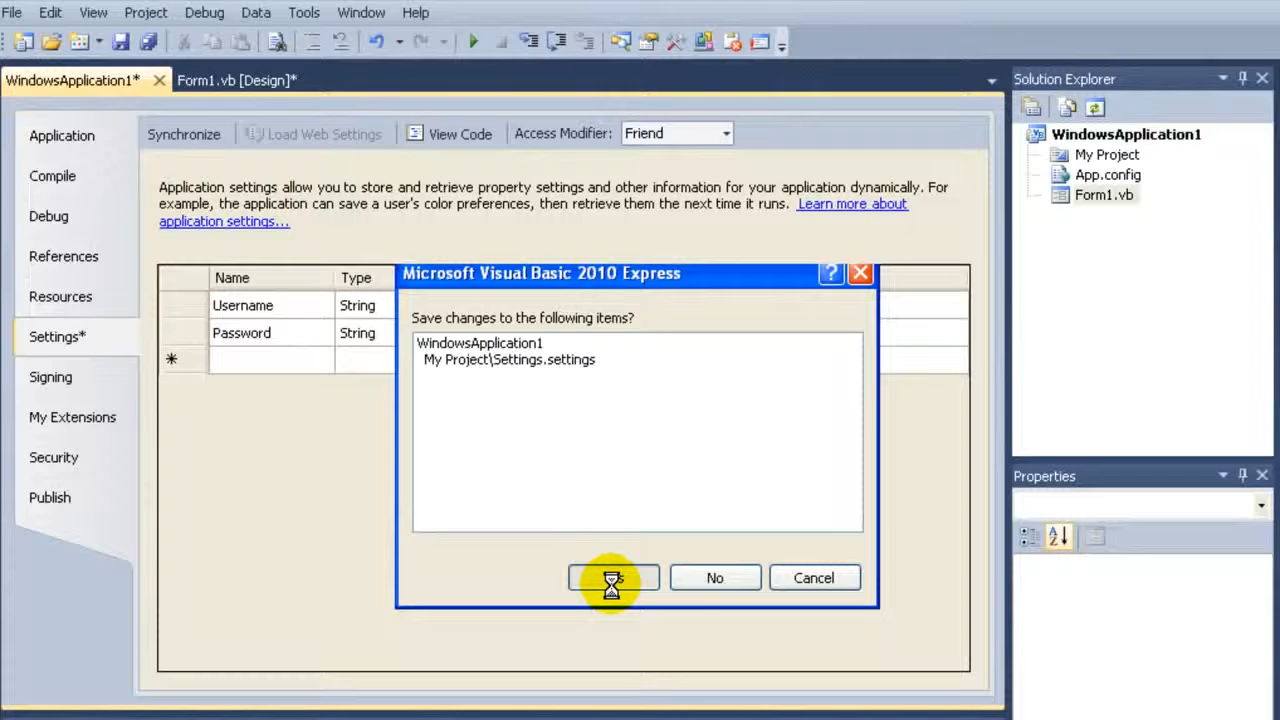 File Edit View Project Debug Data Tools Window Help
WindowsApplication1* Form1.vb [Design]*
Application
Compile
Debug
References
Resources
Settings*
Signing
My Extensions
Security
Publish
Synchronize Load Web Settings View Code Access Modifier: Friend
Application settings allow you to store and retrieve property settings and other information for your application dynamically. For
example, the application can save a user's color preferences, then retrieve them the next time it runs. Learn more about
application settings...
Name Type
Username String
Password String
*
Microsoft Visual Basic 2010 Express
Save changes to the following items?
WindowsApplication1
My Project\Settings.settings
No Cancel
Solution Explorer
WindowsApplication1
My Project
App.config
Form1.vb
Properties